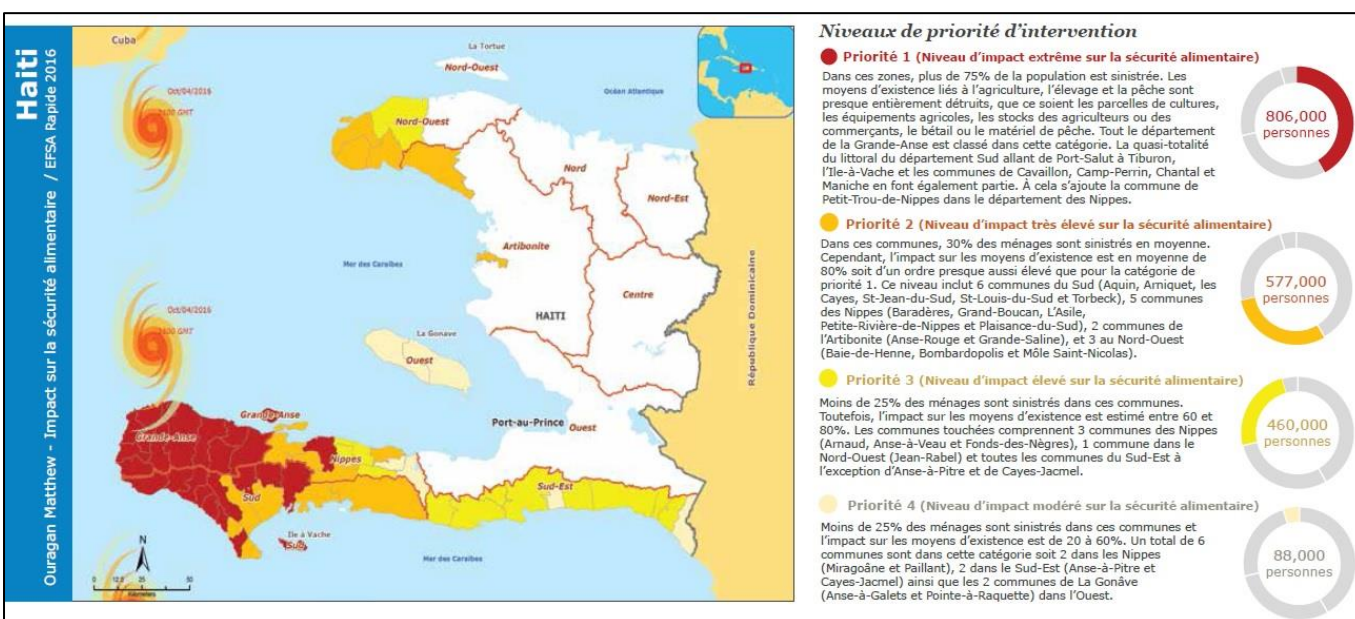 Haiti
Ouragan Matthew - Impact sur la sécurité alimentaire / EFSA Rapide 2016
Cuba
La Tortue
Nord-Ouest
Oct/04/2016
Océan Atlantique
Nord-Ouest
Nord
Nord-Est
Artibonite
Mer des Caraïbes
Centre
HAITI
République Dominicaine
Oct/04/2016
La Gonave
Ouest
Port-au-Prince
Ouest
Grande-Anse
Grande-Anse
Nippes
Sud
Sud-Est
Ile à Vache
Sud
Mer des Caraïbes
N
0 12,5 25 50
Niveaux de priorité d'intervention
Priorité 1 (Niveau d'impact extrême sur la sécurité alimentaire)
Dans ces zones, plus de 75% de la population est sinistrée. Les
moyens d'existence liés à l'agriculture, l'élevage et la pêche sont
presque entièrement détruits, que ce soient les parcelles de cultures,
les équipements agricoles, les stocks des agriculteurs ou des
commerçants, le bétail ou le matériel de pêche. Tout le département
de la Grande-Anse est classé dans cette catégorie. La quasi-totalité
du littoral du département Sud allant de Port-Salut à Tiburon,
l'Ile-à-Vache et les communes de Cavaillon, Camp-Perrin, Chantal et
Maniche en font également partie. À cela s'ajoute la commune de
Petit-Trou-de-Nippes dans le département des Nippes.
806,000
personnes
Priorité 2 (Niveau d'impact très élevé sur la sécurité alimentaire)
Dans ces communes, 30% des ménages sont sinistrés en moyenne.
Cependant, l'impact sur les moyens d'existence est en moyenne de
80% soit d'un ordre presque aussi élevé que pour la catégorie de
priorité 1. Ce niveau inclut 6 communes du Sud (Aquin, Arniquet, les
Cayes, St-Jean-du-Sud, St-Louis-du-Sud et Torbeck), 5 communes
des Nippes (Baradères, Grand-Boucan, L'Asile,
Petite-Rivière-de-Nippes et Plaisance-du-Sud), 2 communes de
l'Artibonite (Anse-Rouge et Grande-Saline), et 3 au Nord-Ouest
(Baie-de-Henne, Bombardopolis et Môle Saint-Nicolas).
577,000
personnes
Priorité 3 (Niveau d'impact élevé sur la sécurité alimentaire)
Moins de 25% des ménages sont sinistrés dans ces communes.
Toutefois, l'impact sur les moyens d'existence est estimé entre 60 et
80%. Les communes touchées comprennent 3 communes des Nippes
(Arnaud, Anse-à-Veau et Fonds-des-Nègres), 1 commune dans le
Nord-Ouest (Jean-Rabel) et toutes les communes du Sud-Est à
l'exception d'Anse-à-Pitre et de Cayes-Jacmel.
460,000
personnes
Priorité 4 (Niveau d'impact modéré sur la sécurité alimentaire)
Moins de 25% des ménages sont sinistrés dans ces communes et
l'impact sur les moyens d'existence est de 20 à 60%. Un total de 6
communes sont dans cette catégorie soit 2 dans les Nippes
(Miragoâne et Paillant), 2 dans le Sud-Est (Anse-à-Pitre et
Cayes-Jacmel) ainsi que les 2 communes de La Gonâve
(Anse-à-Galets et Pointe-à-Raquette) dans l'Ouest.
88,000
personnes